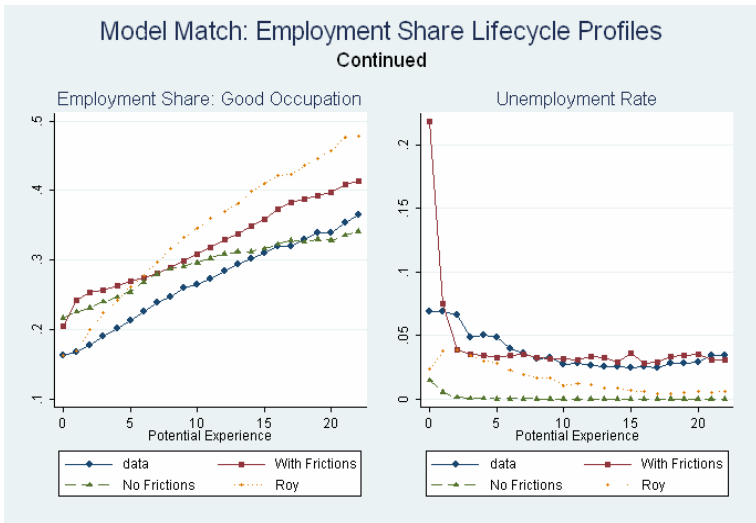 Model Match: Employment Share Lifecycle Profiles
Continued
Employment Share: Good Occupation
.5
.4
.3
.2
.1
0
5
10
15
20
Potential Experience
data
With Frictions
No Frictions
Roy
Unemployment Rate
.2
.15
.1
.05
0
0
5
10
15
20
Potential Experience
data
With Frictions
No Frictions
Roy